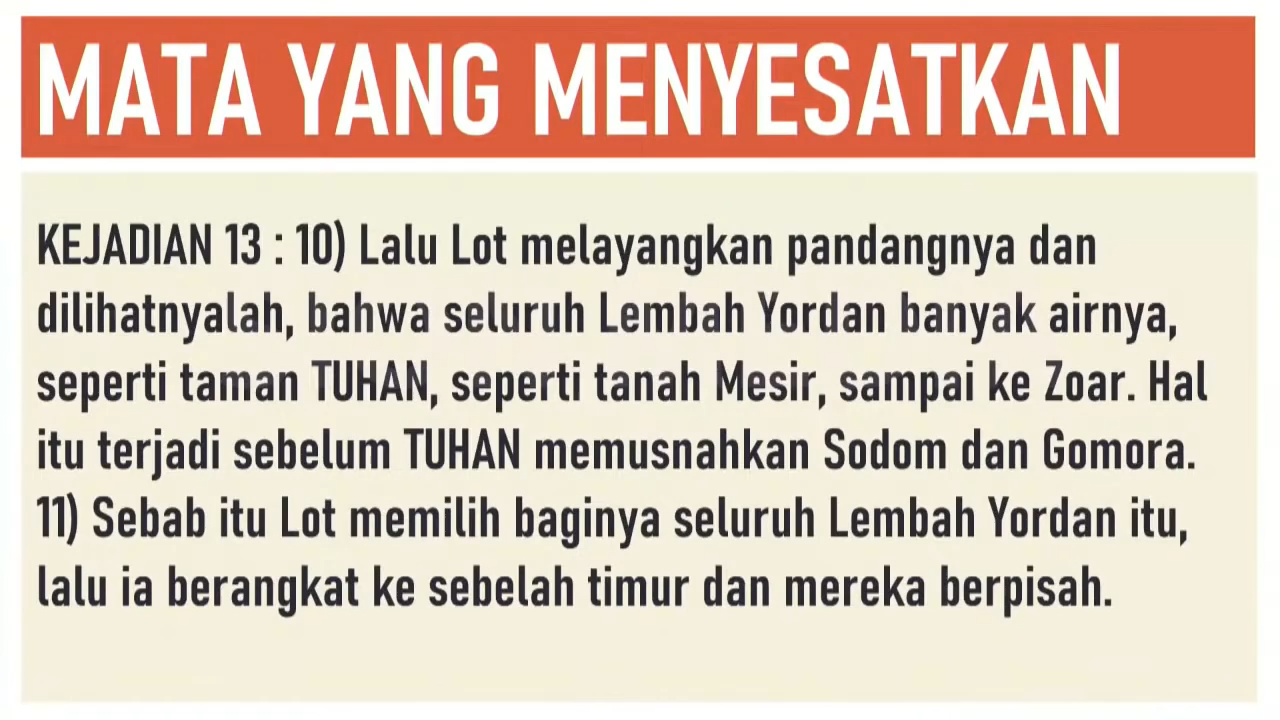 MATA YANG MENYESATKAN
KEJADIAN 13 : 10) Lalu Lot melayangkan pandangnya dan
dilihatnyalah, bahwa seluruh Lembah Yordan banyak airnya,
seperti taman TUHAN, seperti tanah Mesir, sampai ke Zoar. Hal
itu terjadi sebelum TUHAN memusnahkan Sodom dan Gomora.
11) Sebab itu Lot memilih baginya seluruh Lembah Yordan itu,
lalu ia berangkat ke sebelah timur dan mereka berpisah.